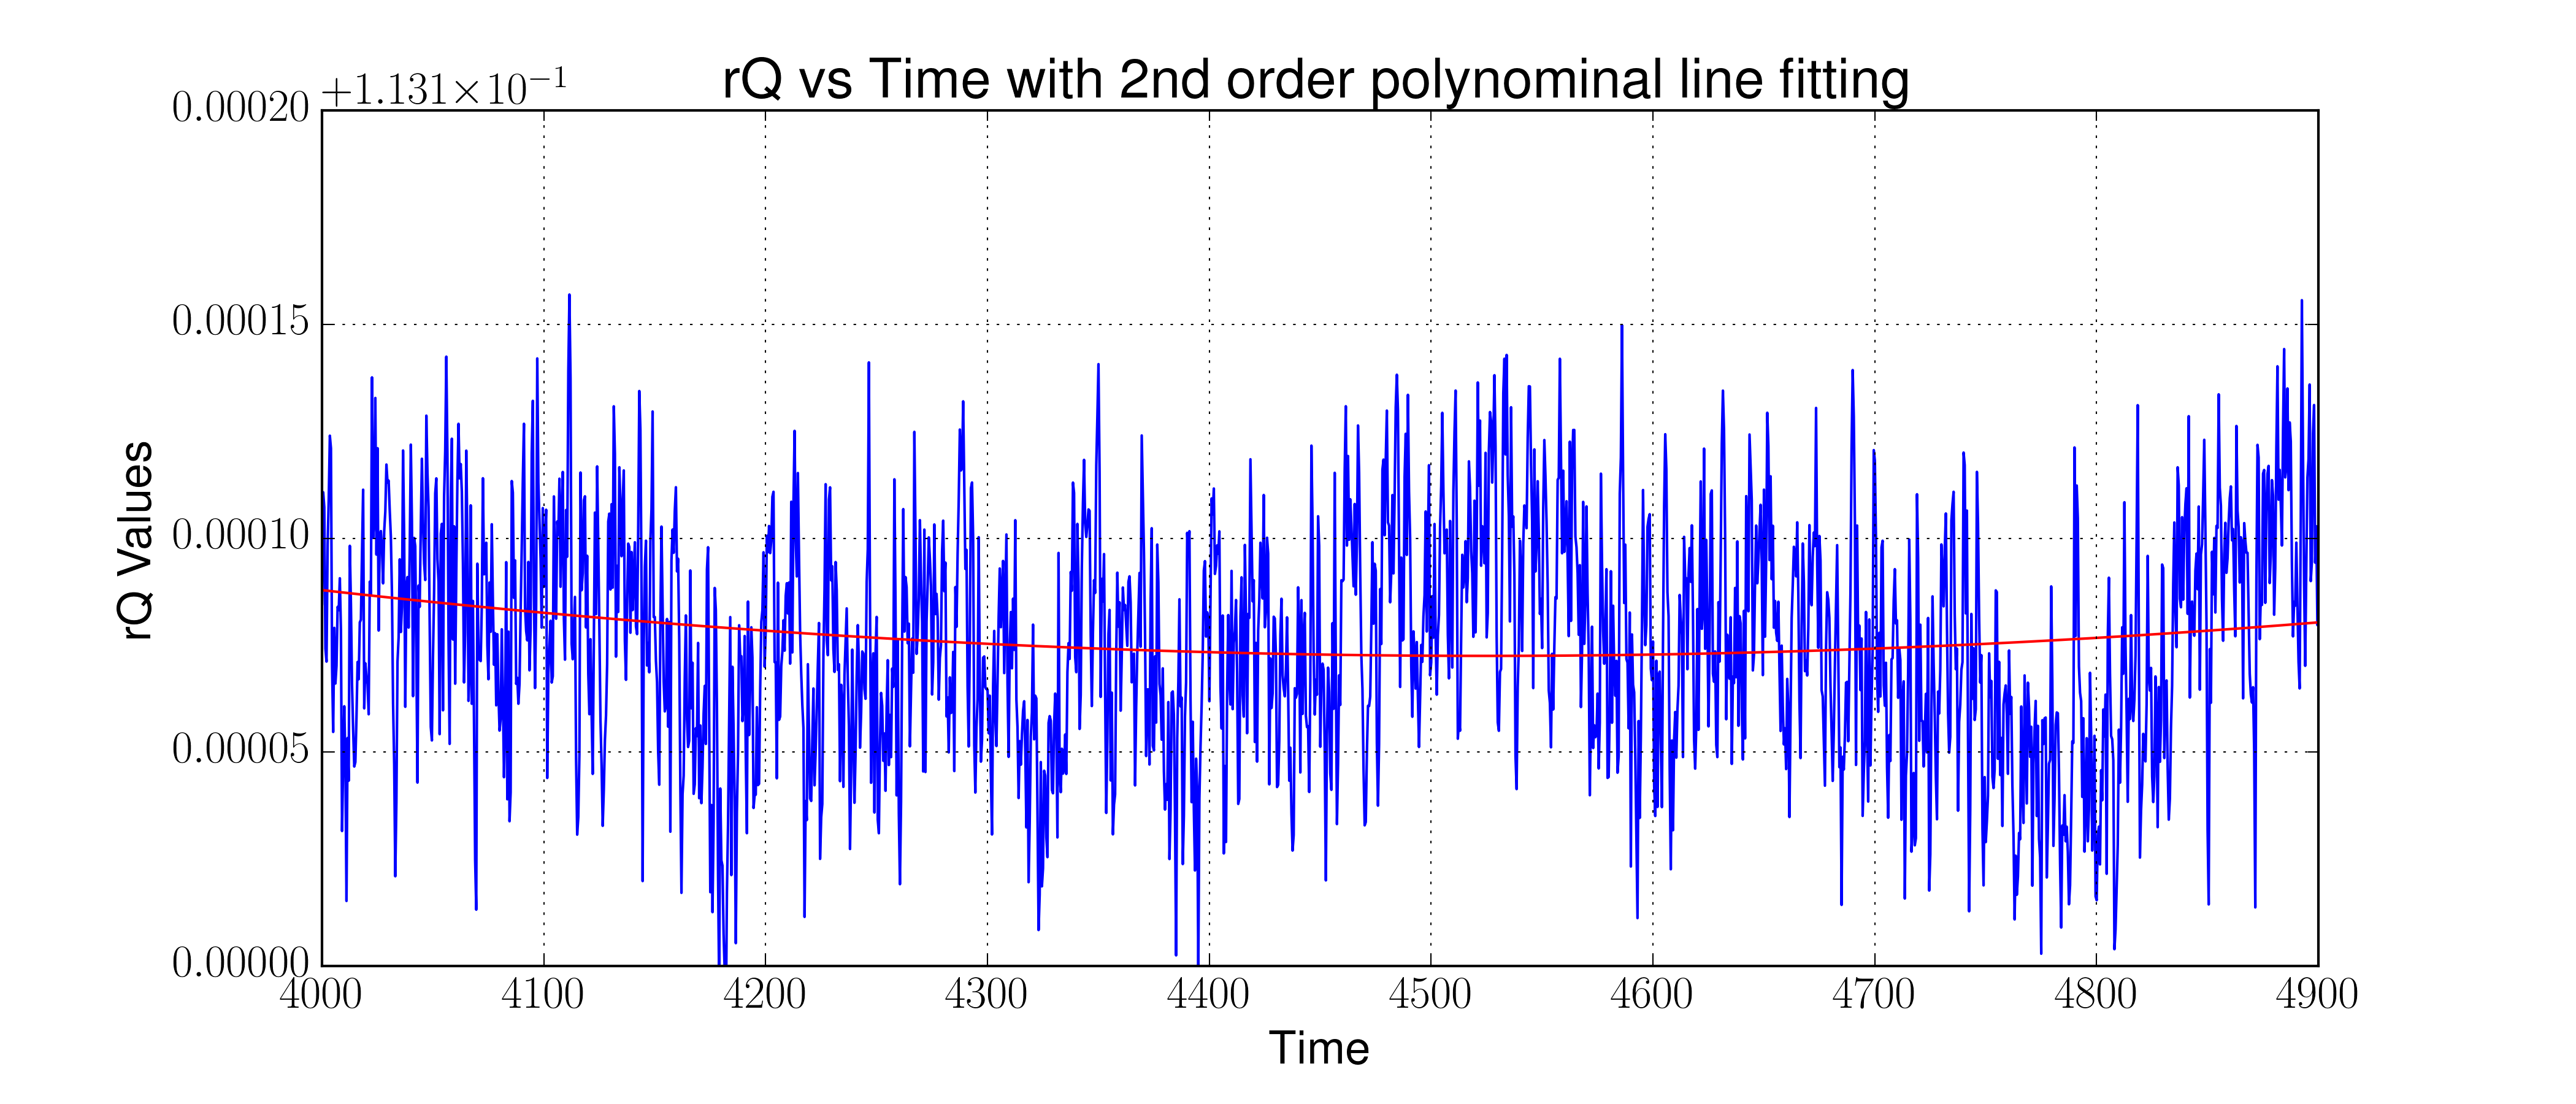 rQ vs Time with 2nd order polynominal line fitting
+1.131×10⁻¹
0.00020
0.00015
0.00010
0.00005
0.00000
rQ Values
4000 4100 4200 4300 4400 4500 4600 4700 4800 4900
Time